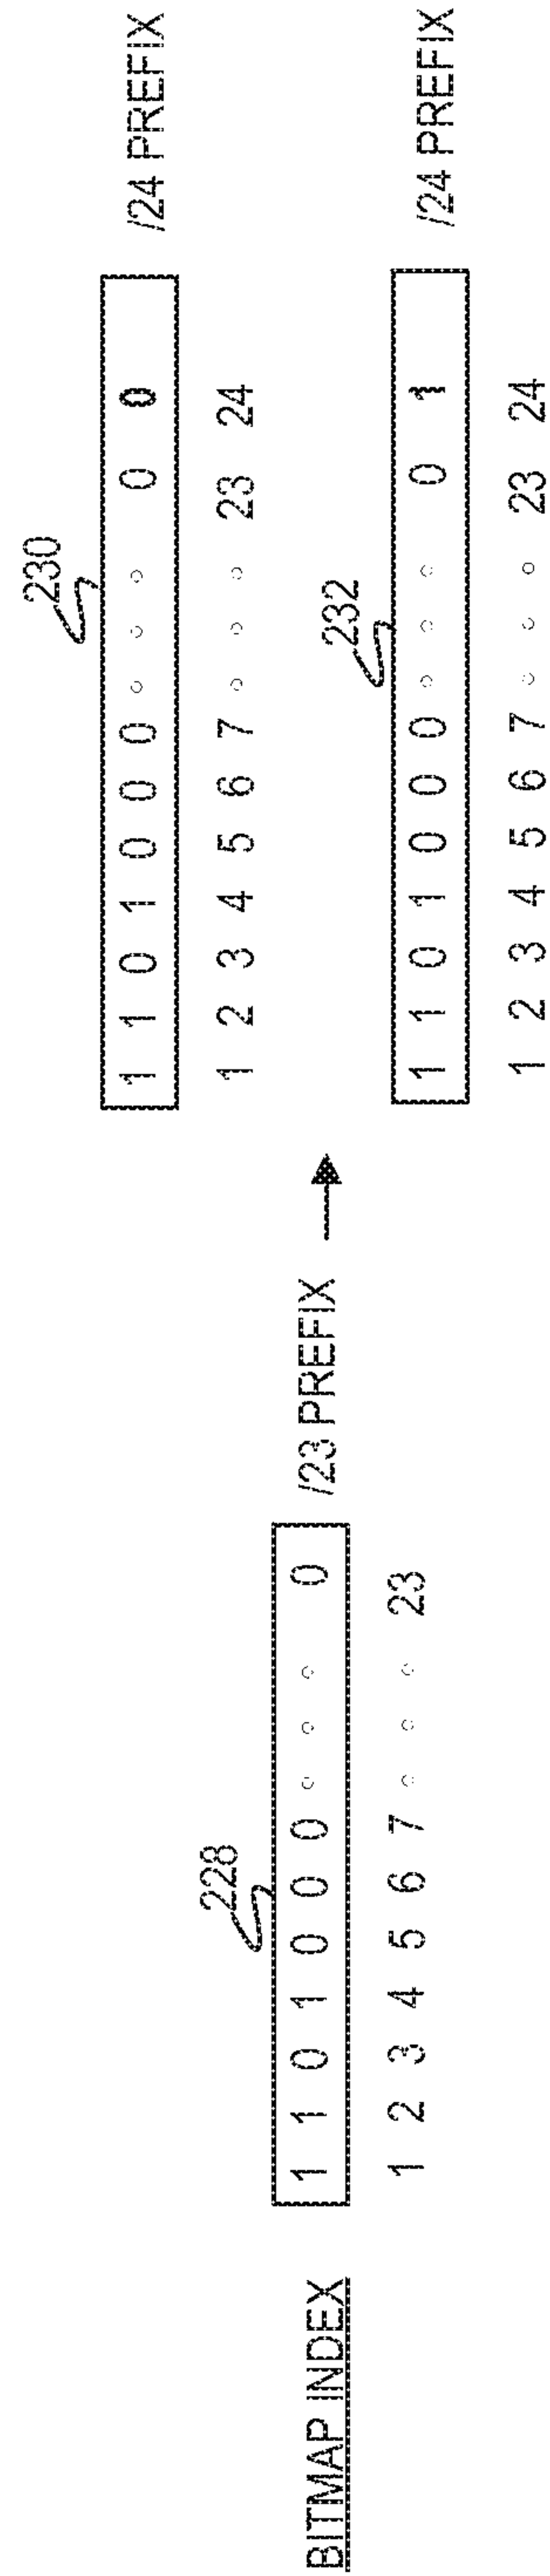 BITMAP INDEX
228
1 1 0 1 0 0 0 ○ ○ ○ 0
/23 PREFIX
1 2 3 4 5 6 7 ○ ○ ○ 23
230
1 1 0 1 0 0 0 ○ ○ ○ 0 0
/24 PREFIX
1 2 3 4 5 6 7 ○ ○ ○ 23 24
232
1 1 0 1 0 0 0 ○ ○ ○ 0 1
/24 PREFIX
1 2 3 4 5 6 7 ○ ○ ○ 23 24